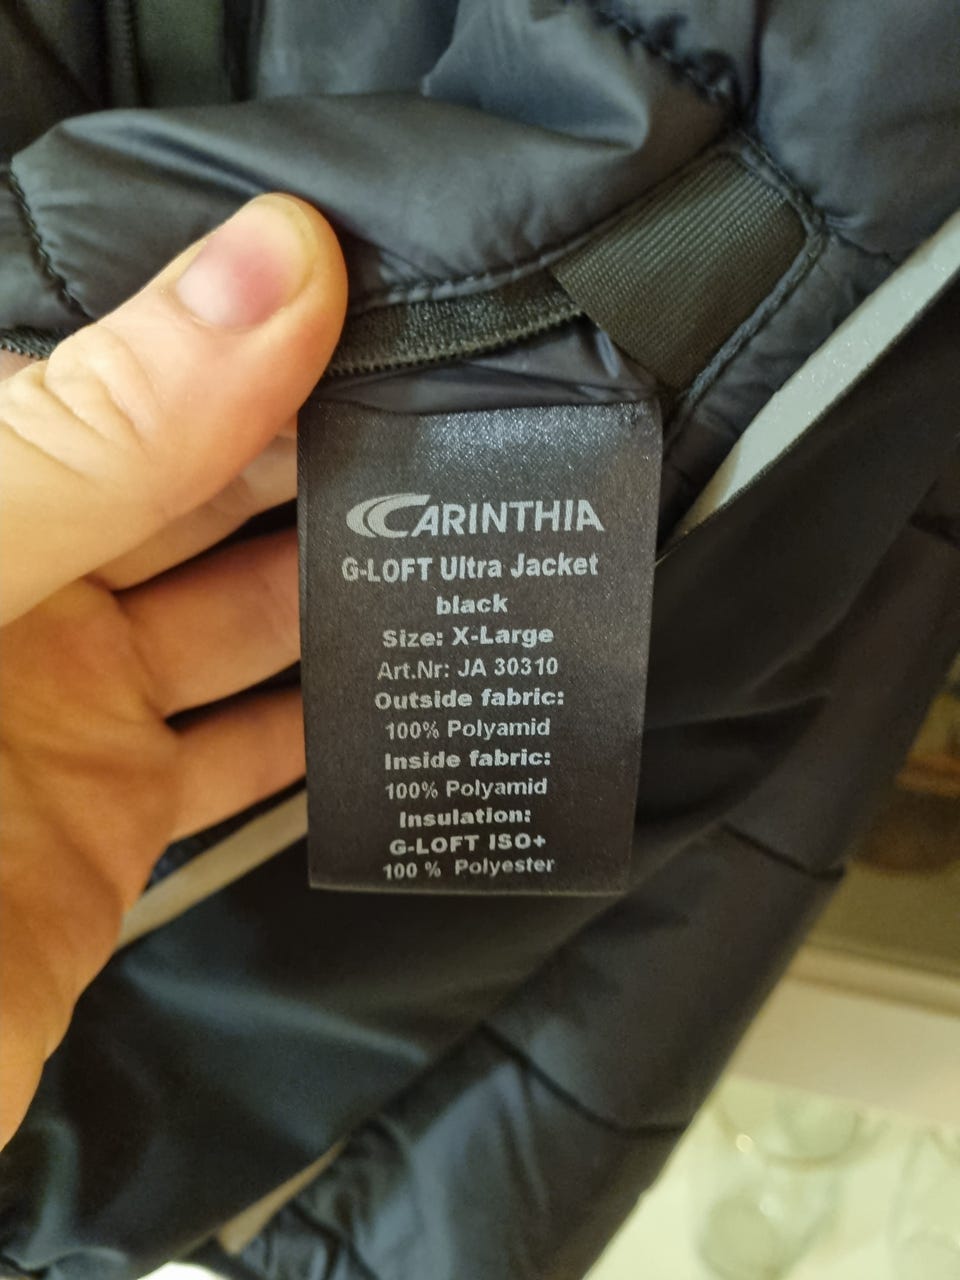 CARINTHIA
G-LOFT Ultra Jacket
black
Size: X-Large
Art.Nr: JA 30310
Outside fabric:
100% Polyamid
Inside fabric:
100% Polyamid
Insulation:
G-LOFT ISO+
100 % Polyester